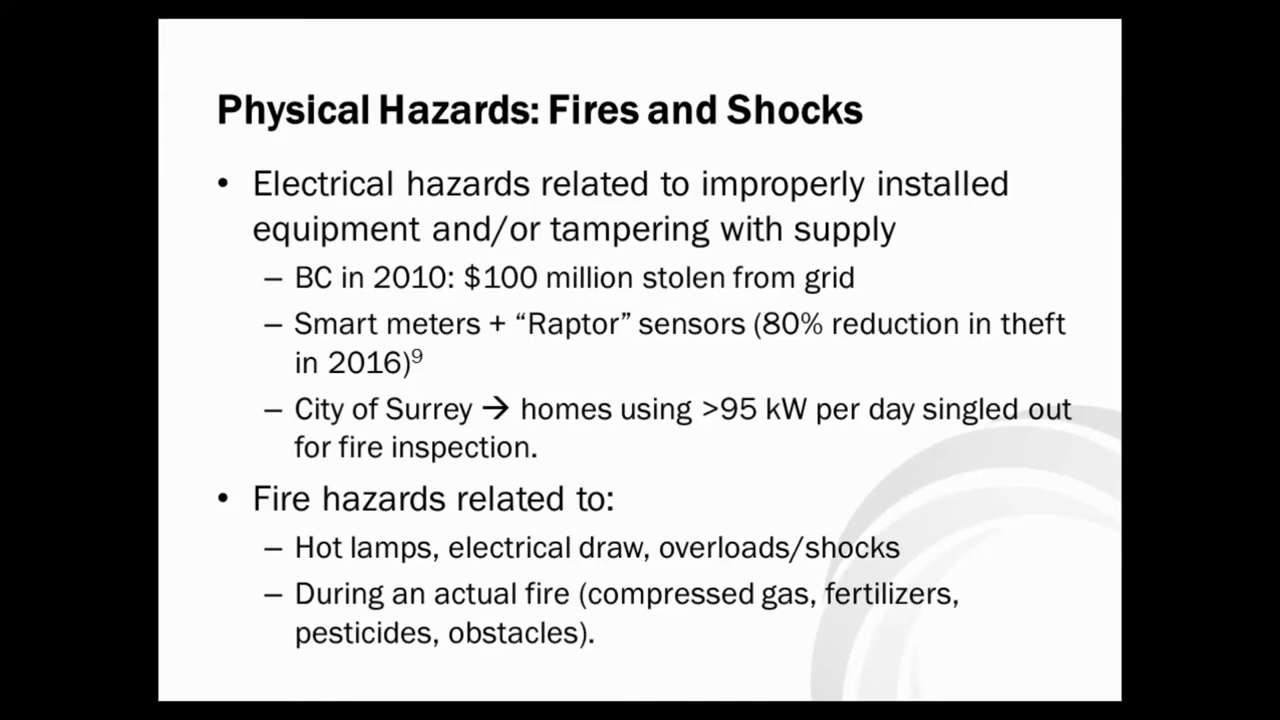 Physical Hazards: Fires and Shocks
• Electrical hazards related to improperly installed
equipment and/or tampering with supply
– BC in 2010: $100 million stolen from grid
– Smart meters + “Raptor” sensors (80% reduction in theft
in 2016)⁹
– City of Surrey → homes using >95 kW per day singled out
for fire inspection.
• Fire hazards related to:
– Hot lamps, electrical draw, overloads/shocks
– During an actual fire (compressed gas, fertilizers,
pesticides, obstacles).